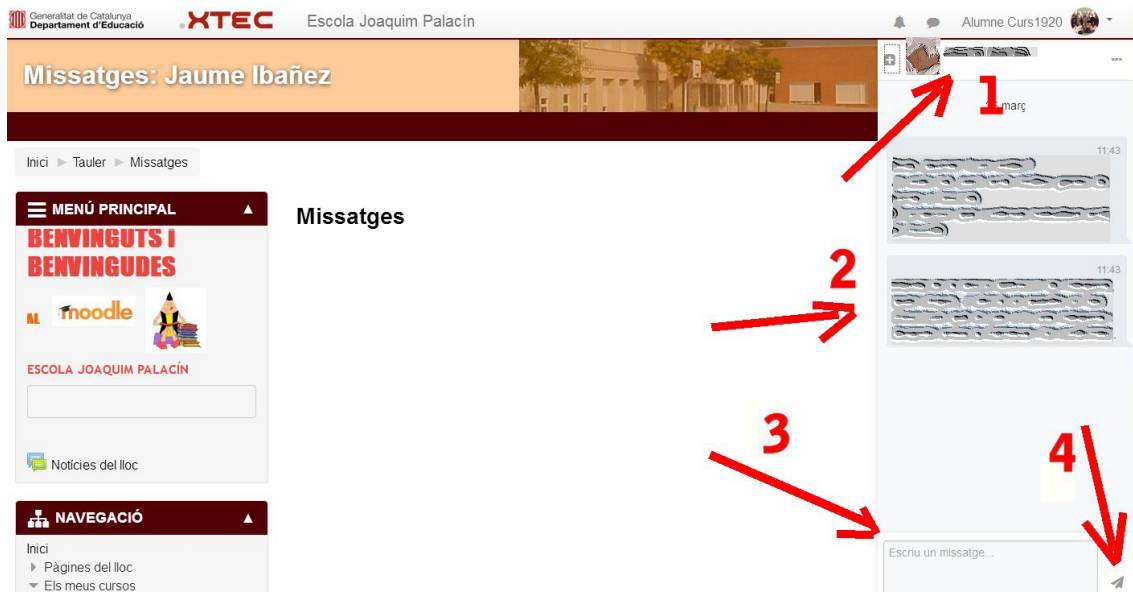 Generalitat de Catalunya
Departament d'Educació
XTEC
Escola Joaquim Palacín
Alumne Curs1920
Missatges: Jaume Ibañez
1
març
Inici ▶ Tauler ▶ Missatges
11:43
MENÚ PRINCIPAL
Missatges
BENVINGUTS I
BENVINGUDES
AL moodle
2
11:43
ESCOLA JOAQUIM PALACÍN
3
4
Notícies del lloc
NAVEGACIÓ
Inici
Pàgines del lloc
Els meus cursos
Escriu un missatge...